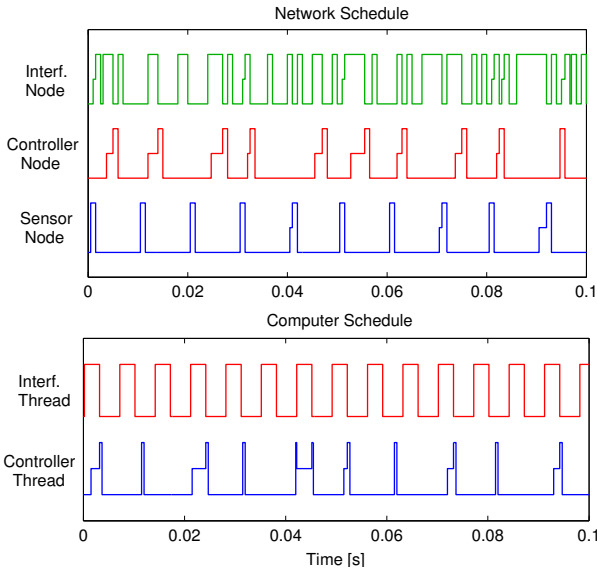 Network Schedule
Interf.
Node
Controller
Node
Sensor
Node
0 0.02 0.04 0.06 0.08 0.1
Computer Schedule
Interf.
Thread
Controller
Thread
0 0.02 0.04 0.06 0.08 0.1
Time [s]